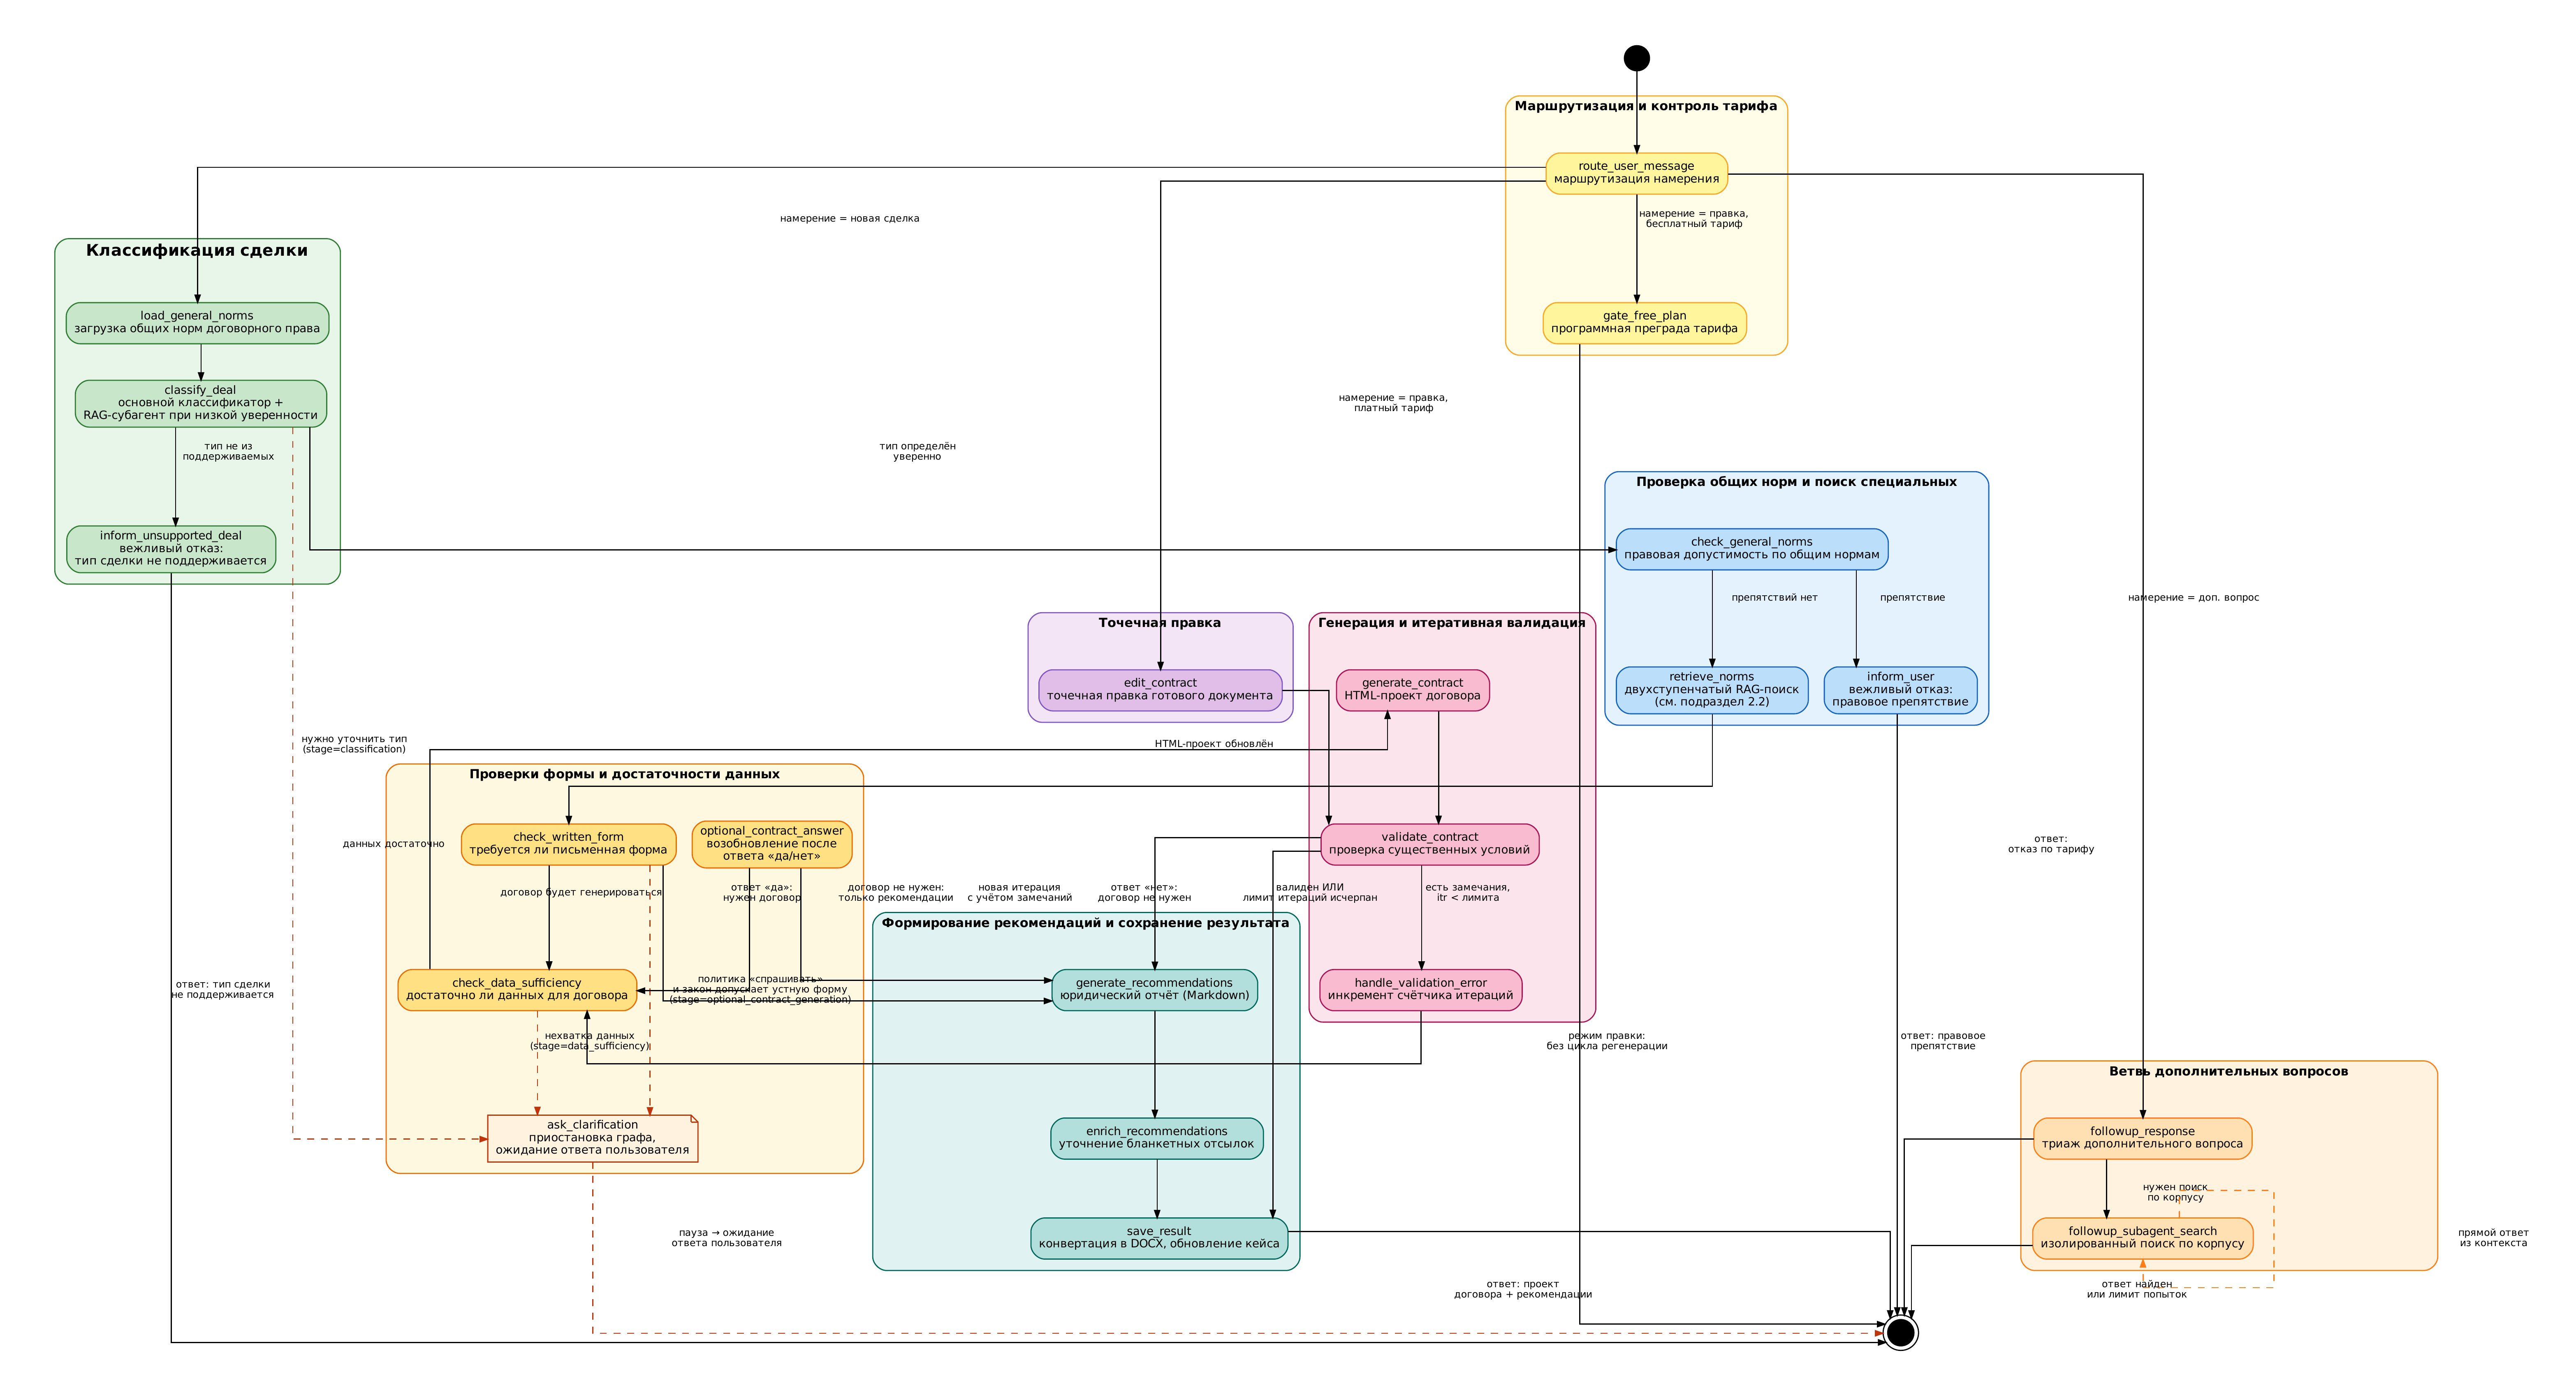 Маршрутизация и контроль тарифа
route_user_message
маршрутизация намерения
намерение = правка,
бесплатный тариф
намерение = новая сделка
gate_free_plan
программная преграда тарифа
Классификация сделки
load_general_norms
загрузка общих норм договорного права
classify_deal
основной классификатор +
RAG-субагент при низкой уверенности
тип не из
поддерживаемых
inform_unsupported_deal
вежливый отказ:
тип сделки не поддерживается
намерение = правка,
платный тариф
тип определён
уверенно
Проверка общих норм и поиск специальных
check_general_norms
правовая допустимость по общим нормам
препятствий нет
препятствие
retrieve_norms
двухступенчатый RAG-поиск
(см. подраздел 2.2)
inform_user
вежливый отказ:
правовое препятствие
намерение = доп. вопрос
Точечная правка
edit_contract
точечная правка готового документа
Генерация и итеративная валидация
generate_contract
HTML-проект договора
нужно уточнить тип
(stage=classification)
HTML-проект обновлён
Проверки формы и достаточности данных
данных достаточно
check_written_form
требуется ли письменная форма
optional_contract_answer
возобновление после
ответа «да/нет»
validate_contract
проверка существенных условий
ответ:
отказ по тарифу
договор будет генерироваться
ответ «да»:
нужен договор
договор не нужен:
только рекомендации
новая итерация
с учётом замечаний
ответ «нет»:
договор не нужен
валиден ИЛИ
лимит итераций исчерпан
есть замечания,
itr < лимита
Формирование рекомендаций и сохранение результата
ответ: тип сделки
не поддерживается
check_data_sufficiency
достаточно ли данных для договора
политика «спрашивать»
и закон допускает устную форму
(stage=optional_contract_generation)
generate_recommendations
юридический отчёт (Markdown)
handle_validation_error
инкремент счётчика итераций
нехватка данных
(stage=data_sufficiency)
режим правки:
без цикла регенерации
ответ: правовое
препятствие
Ветвь дополнительных вопросов
ask_clarification
приостановка графа,
ожидание ответа пользователя
enrich_recommendations
уточнение бланкетных отсылок
followup_response
триаж дополнительного вопроса
нужен поиск
по корпусу
пауза → ожидание
ответа пользователя
save_result
конвертация в DOCX, обновление кейса
followup_subagent_search
изолированный поиск по корпусу
прямой ответ
из контекста
ответ: проект
договора + рекомендации
ответ найден
или лимит попыток